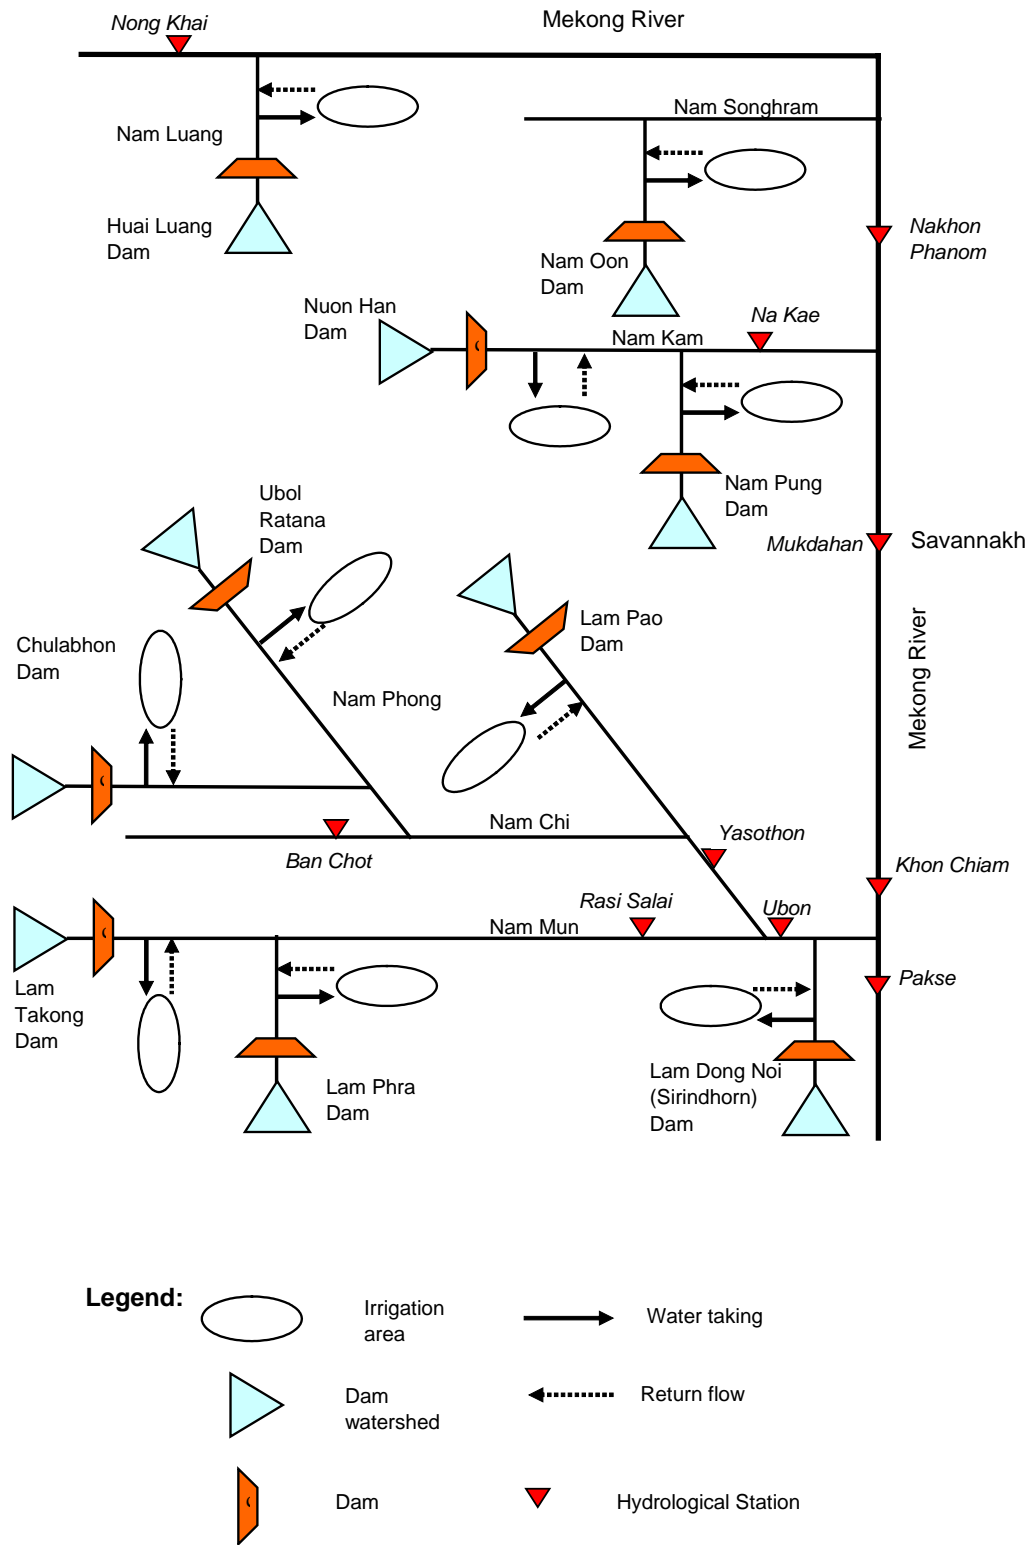 Nong Khai
Mekong River
Nam Songhram
Nam Luang
Huai Luang
Dam
Nakhon
Phanom
Nam Oon
Dam
Nuon Han
Dam
Na Kae
Nam Kam
Nam Pung
Dam
Ubol
Ratana
Dam
Mukdahan
Savannakh
Lam Pao
Dam
Chulabhon
Dam
Nam Phong
Mekong River
Nam Chi
Yasothon
Ban Chot
Khon Chiam
Rasi Salai
Ubon
Nam Mun
Lam
Takong
Dam
Pakse
Lam Phra
Dam
Lam Dong Noi
(Sirindhorn)
Dam
Legend:
Irrigation
area
Water taking
Dam
watershed
Return flow
Dam
Hydrological Station